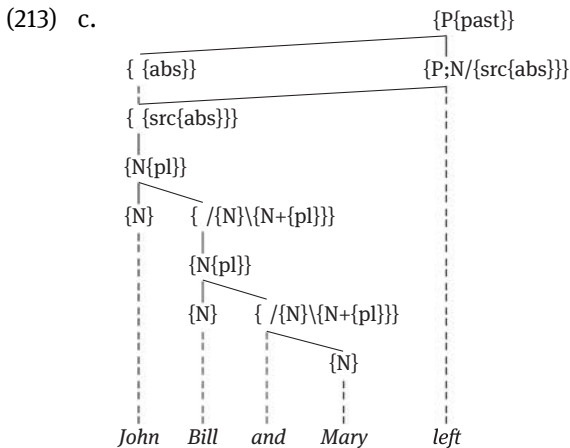 (213) c. {P{past}}
{ {abs}} {P;N/{src{abs}}}
{ {src{abs}}}
{N{pl}}
{N} { /{N}\{N+{pl}}}
{N{pl}}
{N} { /{N}\{N+{pl}}}
{N}
John Bill and Mary left